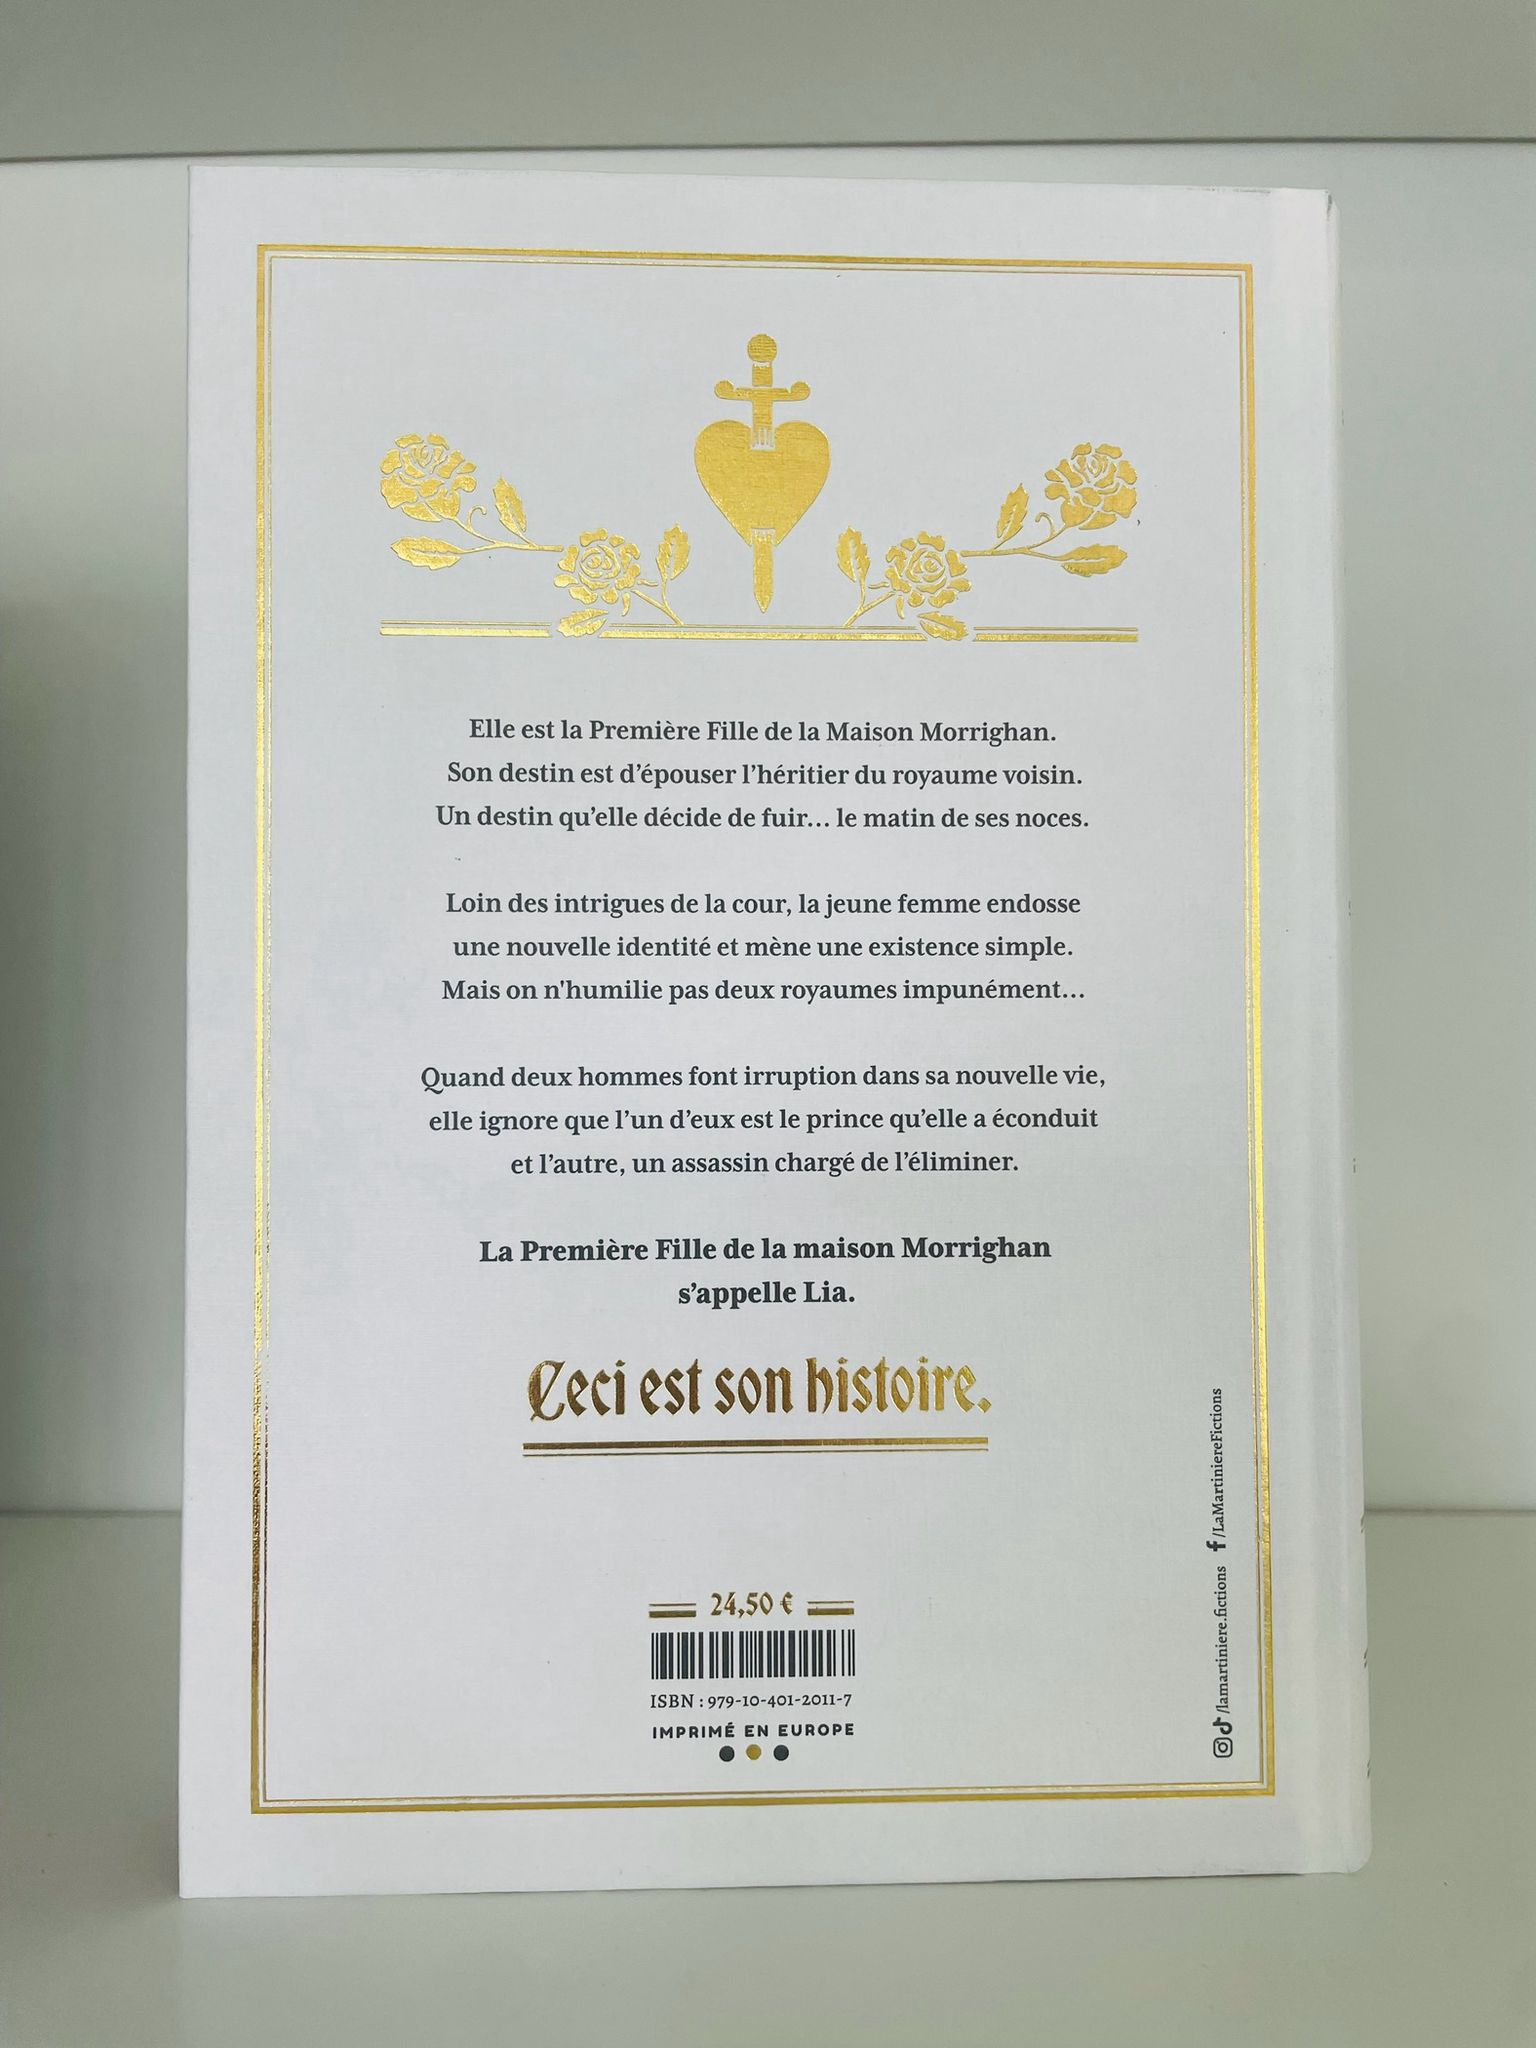 Elle est la Première Fille de la Maison Morrighan.
Son destin est d’épouser l’héritier du royaume voisin.
Un destin qu’elle décide de fuir… le matin de ses noces.
Loin des intrigues de la cour, la jeune femme endosse
une nouvelle identité et mène une existence simple.
Mais on n'humilie pas deux royaumes impunément…
Quand deux hommes font irruption dans sa nouvelle vie,
elle ignore que l’un d’eux est le prince qu’elle a éconduit
et l’autre, un assassin chargé de l’éliminer.
La Première Fille de la maison Morrighan
s’appelle Lia.
Ceci est son histoire.
24,50 €
ISBN : 979-10-401-2011-7
IMPRIMÉ EN EUROPE
/lamartiniere.fictions
/LaMartiniereFictions